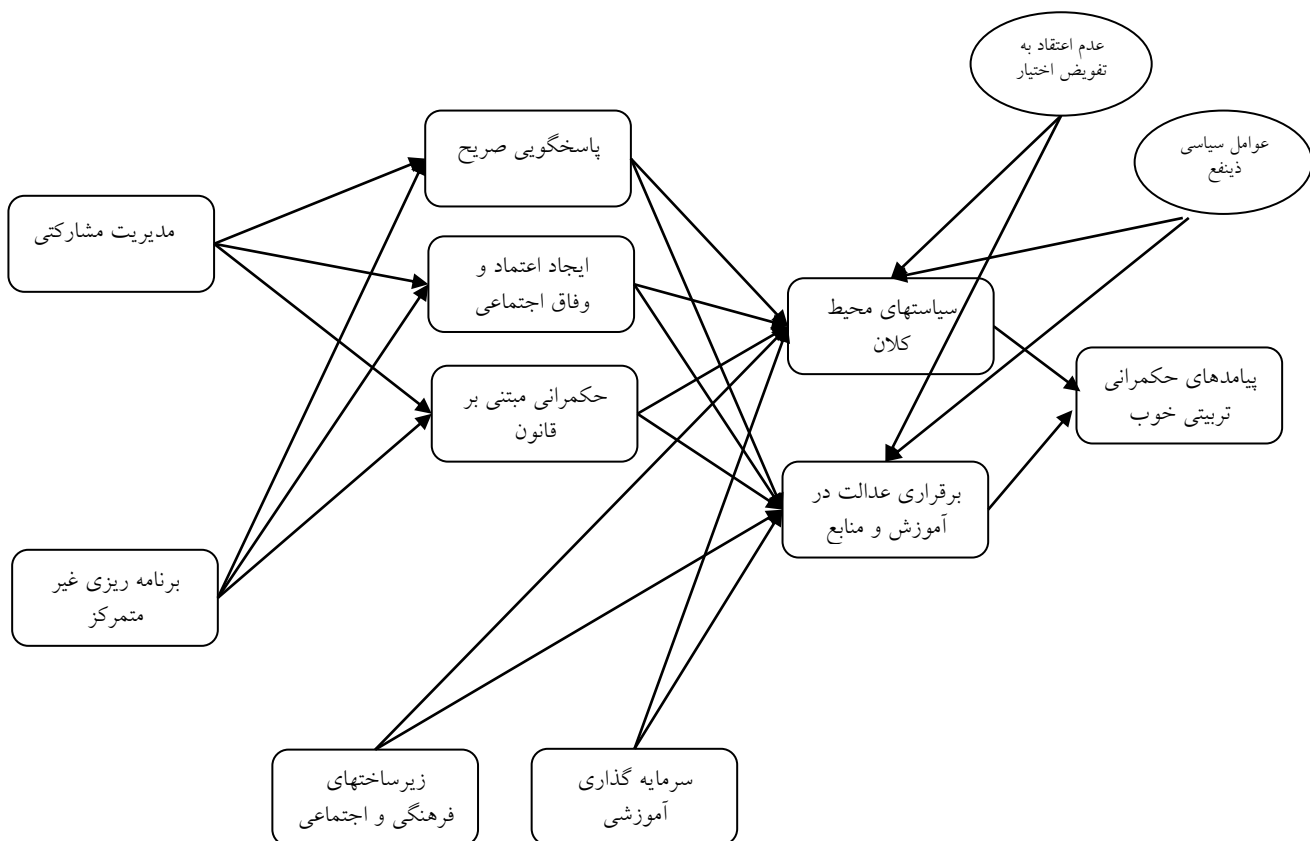 عدم اعتقاد به
تفویض اختیار
عوامل سیاسی
ذینفع
پاسخگویی صریح
مدیریت مشارکتی
ایجاد اعتماد و
وفاق اجتماعی
سیاستهای محیط
کلان
حکمرانی مبتنی بر
قانون
پیامدهای حکمرانی
تربیتی خوب
برقراری عدالت در
آموزش و منابع
برنامه ریزی غیر
متمرکز
سرمایه گذاری
آموزشی
زیرساختهای
فرهنگی و اجتماعی